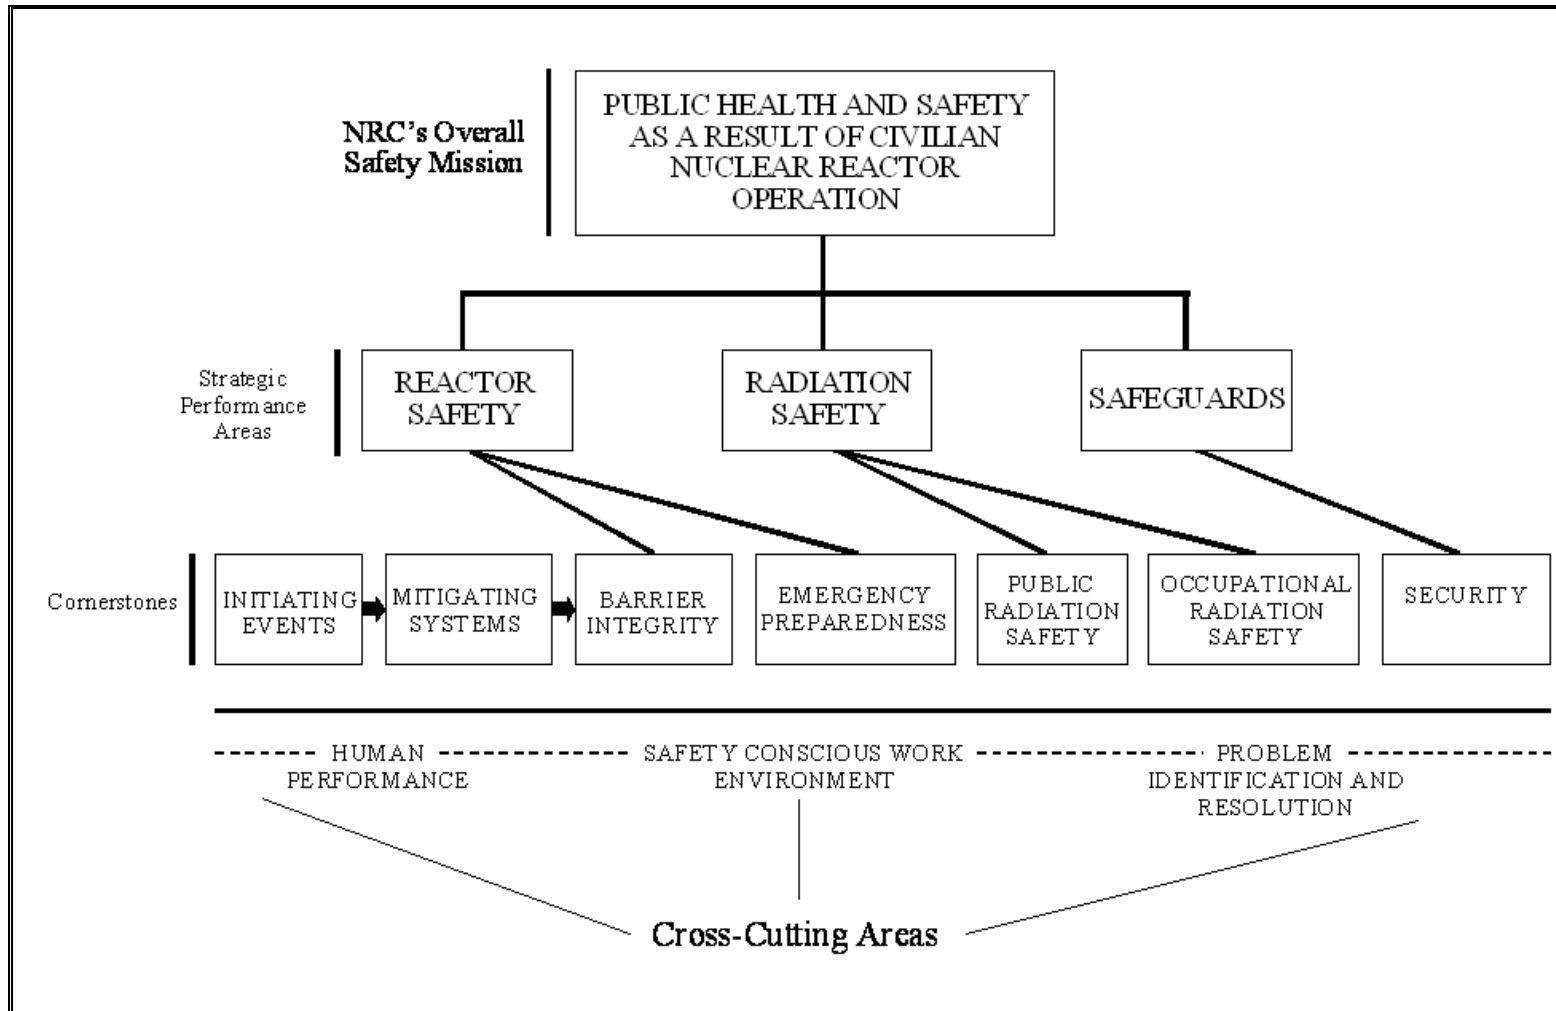 NRC's Overall
Safety Mission
PUBLIC HEALTH AND SAFETY
AS A RESULT OF CIVILIAN
NUCLEAR REACTOR
OPERATION
Strategic
Performance
Areas
REACTOR
SAFETY
RADIATION
SAFETY
SAFEGUARDS
Cornerstones
INITIATING
EVENTS
MITIGATING
SYSTEMS
BARRIER
INTEGRITY
EMERGENCY
PREPAREDNESS
PUBLIC
RADIATION
SAFETY
OCCUPATIONAL
RADIATION
SAFETY
SECURITY
HUMAN
PERFORMANCE
SAFETY CONSCIOUS WORK
ENVIRONMENT
PROBLEM
IDENTIFICATION AND
RESOLUTION
Cross-Cutting Areas